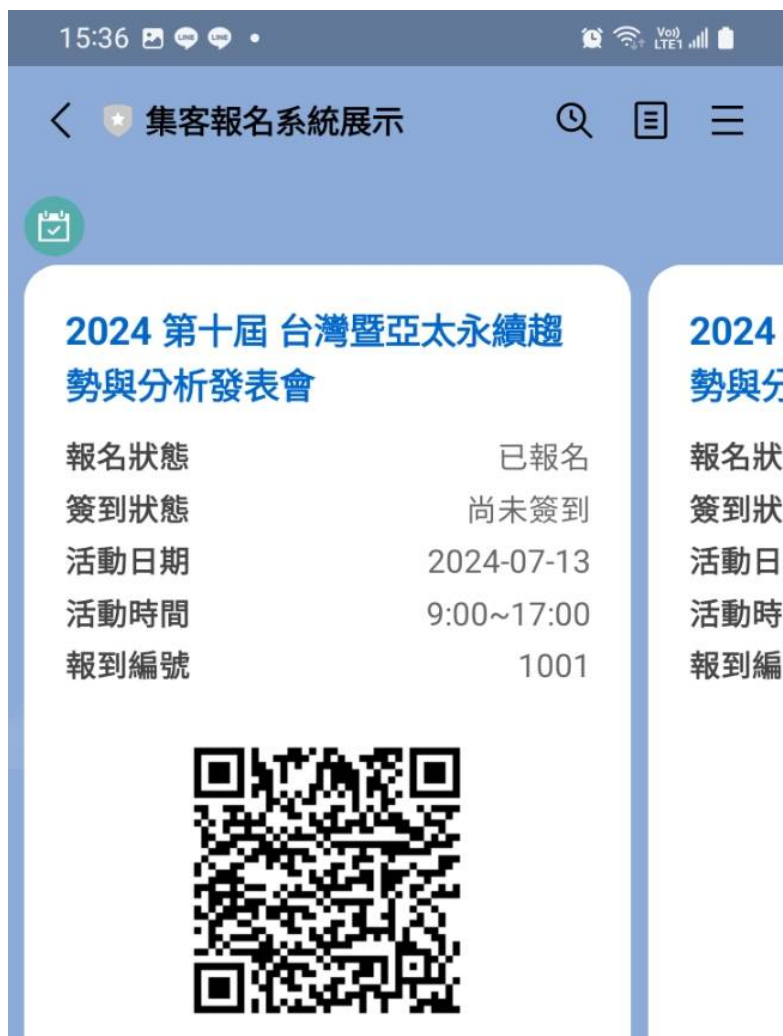 15:36
LINE LINE
Vo)) LTE1
集客報名系統展示
2024 第十屆 台灣暨亞太永續趨
勢與分析發表會
報名狀態 已報名
簽到狀態 尚未簽到
活動日期 2024-07-13
活動時間 9:00~17:00
報到編號 1001
2024
勢與分
報名狀
簽到狀
活動日
活動時
報到編